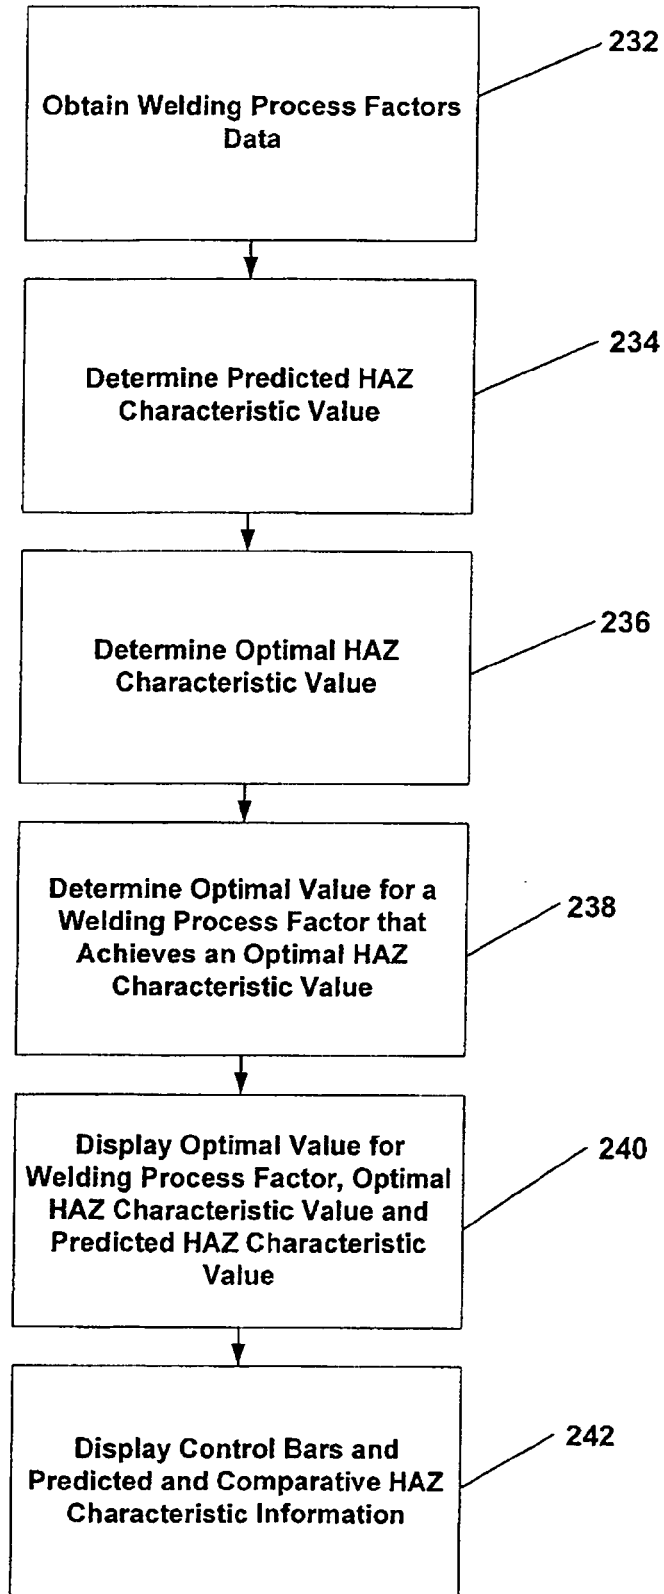 232
Obtain Welding Process Factors
Data
234
Determine Predicted HAZ
Characteristic Value
236
Determine Optimal HAZ
Characteristic Value
238
Determine Optimal Value for a
Welding Process Factor that
Achieves an Optimal HAZ
Characteristic Value
240
Display Optimal Value for
Welding Process Factor, Optimal
HAZ Characteristic Value and
Predicted HAZ Characteristic
Value
242
Display Control Bars and
Predicted and Comparative HAZ
Characteristic Information